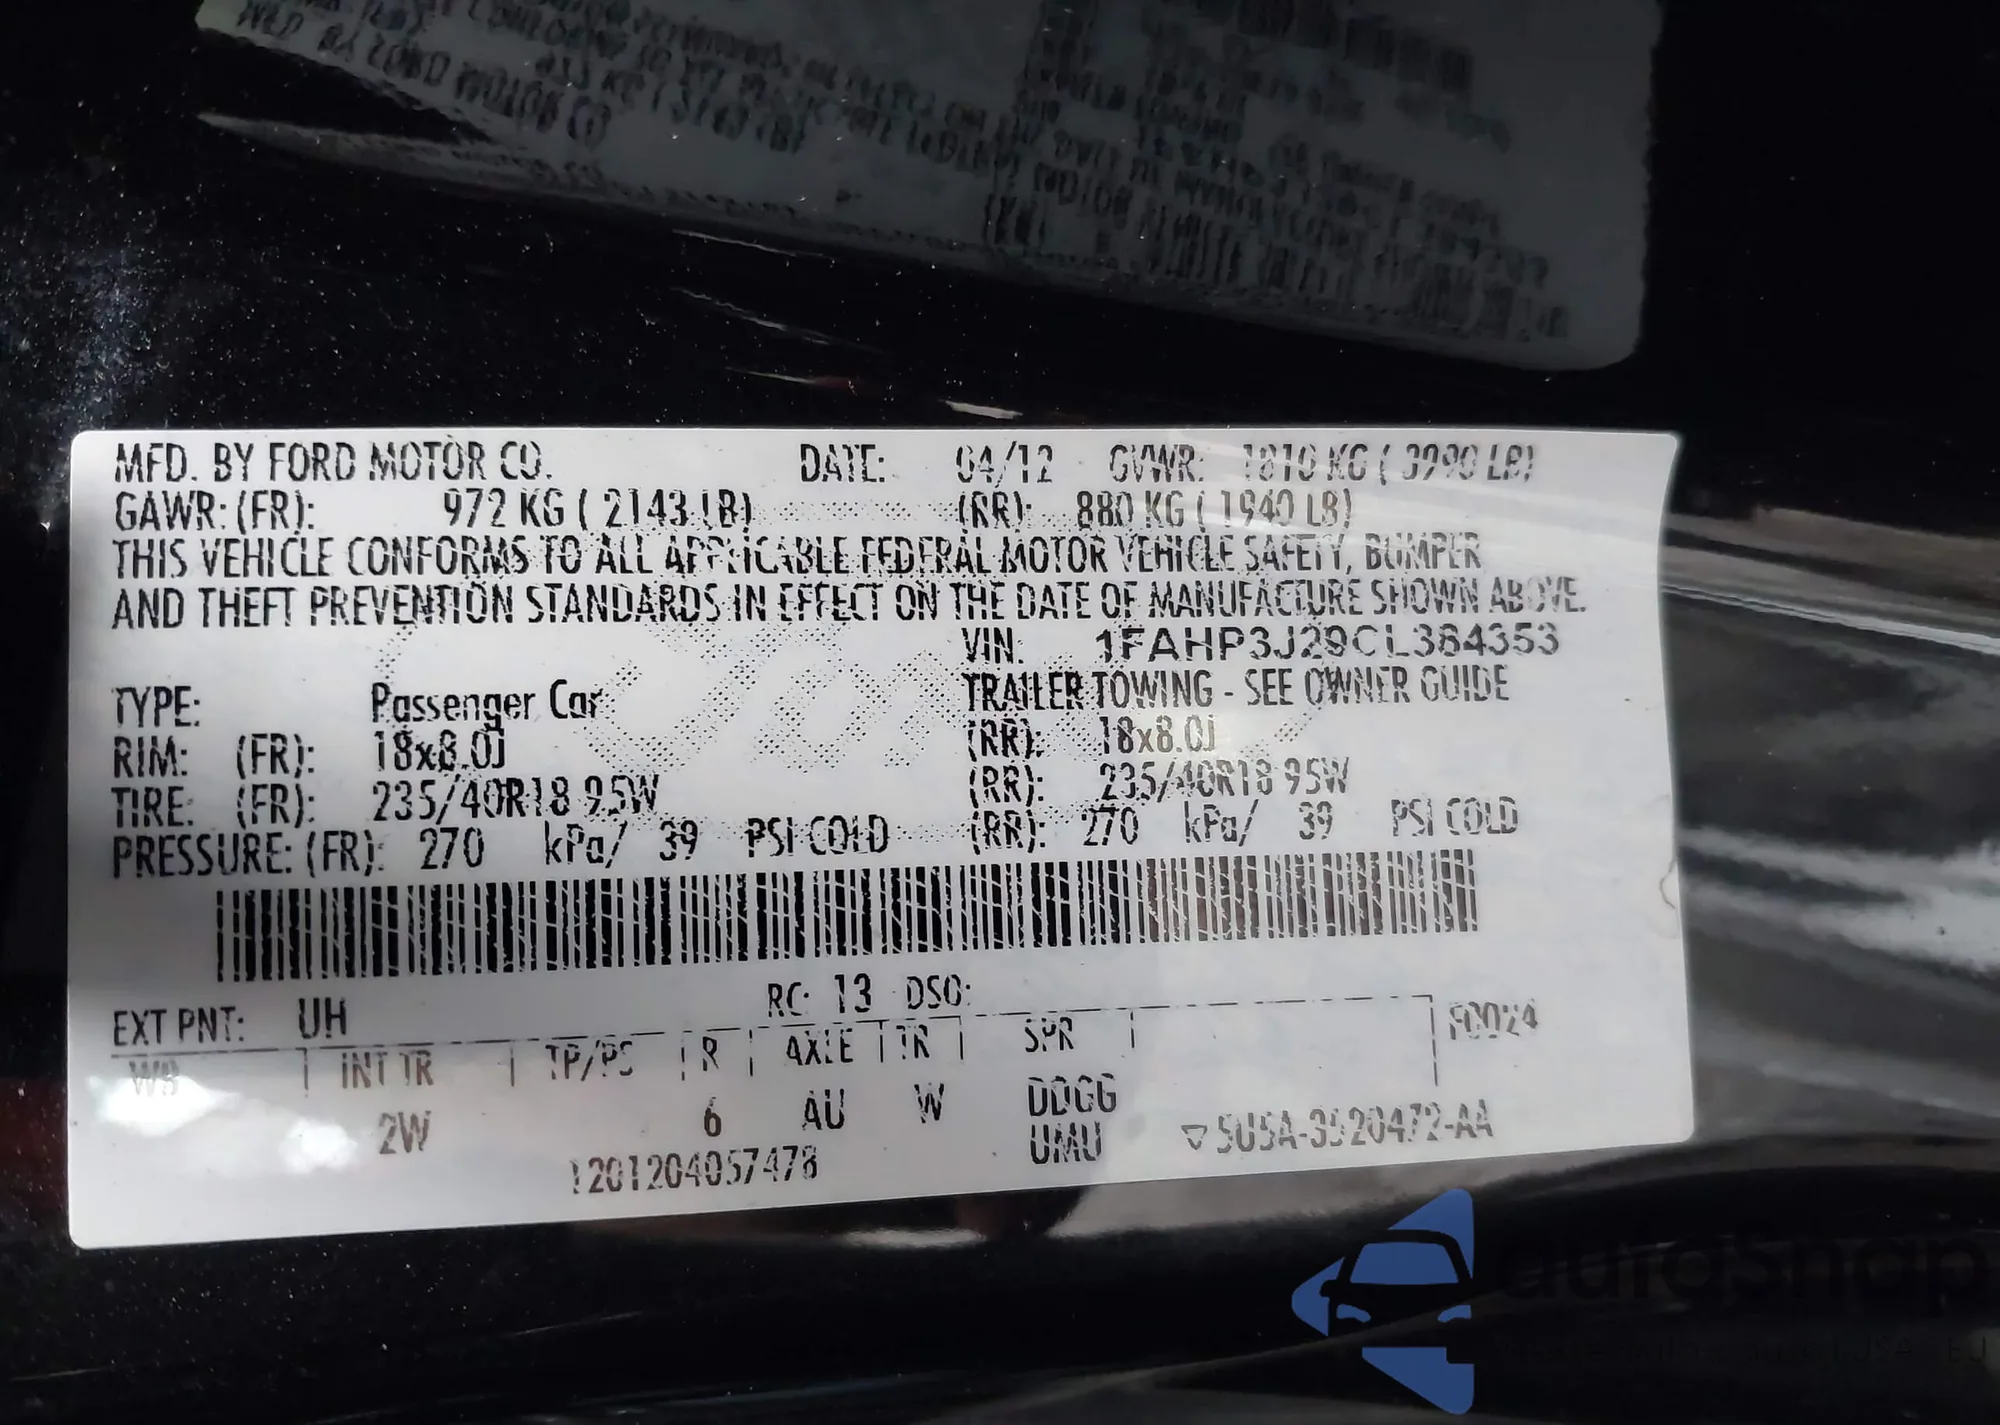 MFD. BY FORD MOTOR CO. DATE: 04/12 GVWR: 1810 KG ( 3990 LB)
GAWR: (FR): 972 KG ( 2143 LB) (RR): 880 KG ( 1940 LB)
THIS VEHICLE CONFORMS TO ALL APPLICABLE FEDERAL MOTOR VEHICLE SAFETY, BUMPER
AND THEFT PREVENTION STANDARDS IN EFFECT ON THE DATE OF MANUFACTURE SHOWN ABOVE.
VIN: 1FAHP3J29CL384353
TYPE: Passenger Car TRAILER TOWING - SEE OWNER GUIDE
RIM: (FR): 18x8.0J (RR): 18x8.0J
TIRE: (FR): 235/40R18 95W (RR): 235/40R18 95W
PRESSURE: (FR): 270 kPa/ 39 PSI COLD (RR): 270 kPa/ 39 PSI COLD
EXT PNT: UH RC: 13 DSO: F0024
WB INT TR TP/PS R AXLE TR SPR
2W 6 AU W DDGG
UMU ▽5U5A-3520472-AA
1201204057478
autoSnap